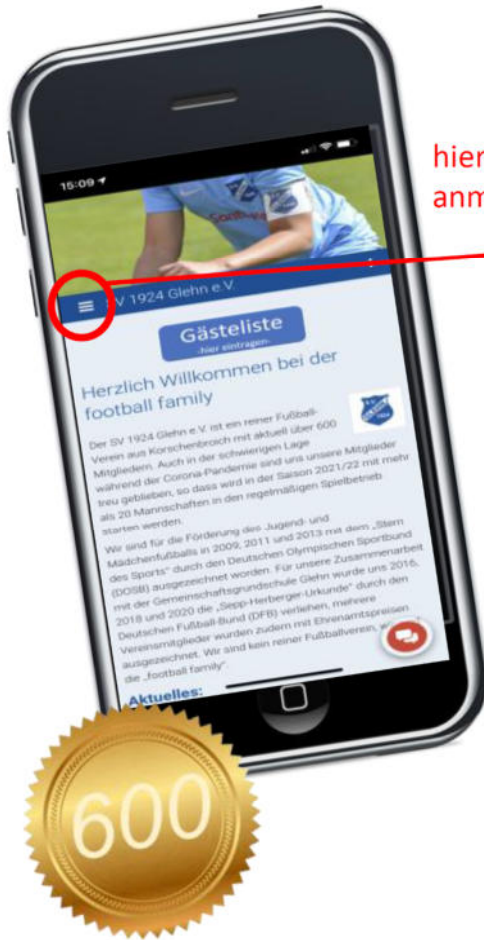 15:09
hier
SV 1924 Glehn e.V.
Gästeliste
-hier eintragen-
Herzlich Willkommen bei der
football family
Der SV 1924 Glehn e.V. ist ein reiner Fußball-
Verein aus Korschenbroich mit aktuell über 600
Mitgliedern. Auch in der schwierigen Lage
während der Corona-Pandemie sind uns unsere Mitglieder
treu geblieben, so dass wird in der Saison 2021/22 mit mehr
als 20 Mannschaften in den regelmäßigen Spielbetrieb
starten werden.
Wir sind für die Förderung des Jugend- und
Mädchenfußballs in 2009, 2011 und 2013 mit dem „Stern
des Sports“ durch den Deutschen Olympischen Sportbund
(DOSB) ausgezeichnet worden. Für unsere Zusammenarbeit
mit der Gemeinschaftsgrundschule Glehn wurde uns 2016,
2018 und 2020 die „Sepp-Herberger-Urkunde“ durch den
Deutschen Fußball-Bund (DFB) verliehen, mehrere
Vereinsmitglieder wurden zudem mit Ehrenamtspreisen
ausgezeichnet. Wir sind kein reiner Fußballverein,
die „football family“.
Aktuelles:
600